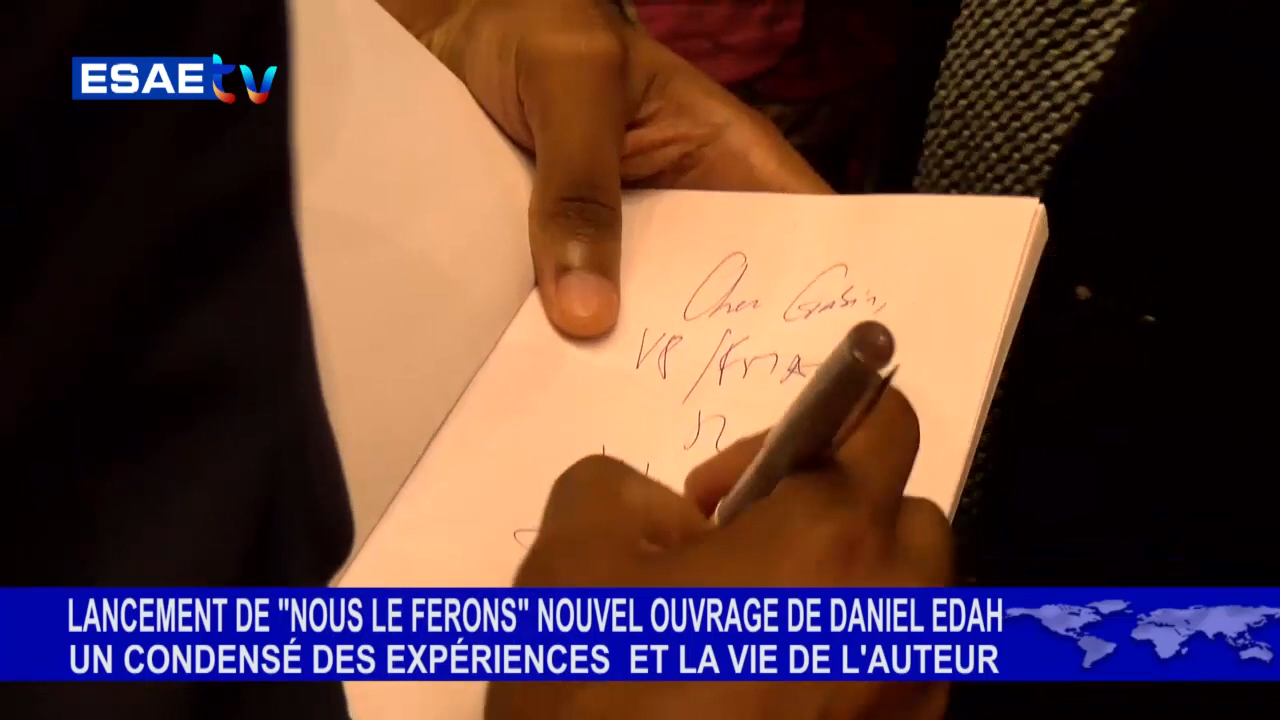 ESAEtv
Cher Gabin,
LANCEMENT DE "NOUS LE FERONS" NOUVEL OUVRAGE DE DANIEL EDAH
UN CONDENSÉ DES EXPÉRIENCES ET LA VIE DE L'AUTEUR